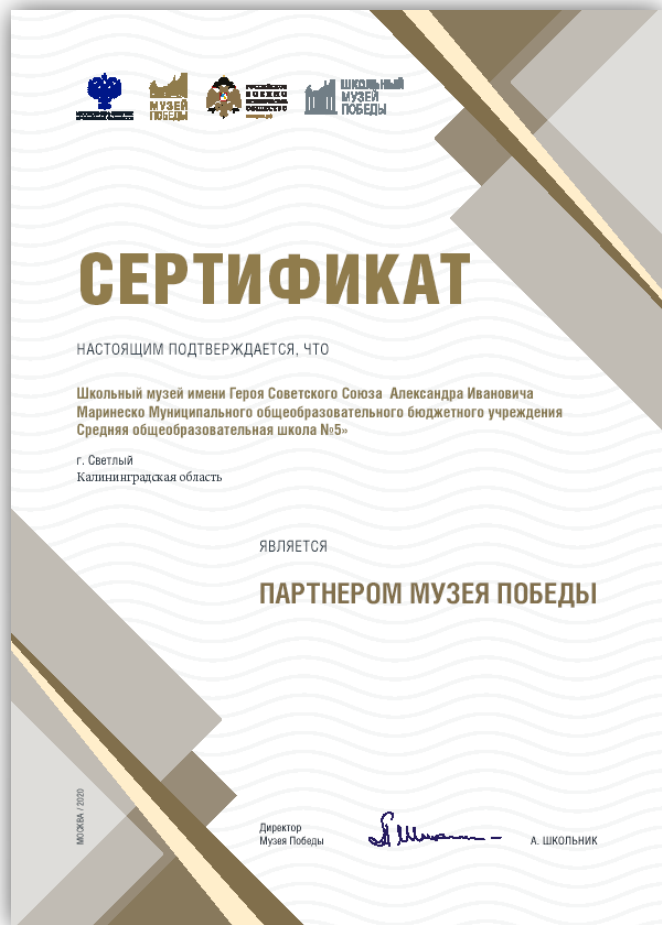 МУЗЕЙ
ПОБЕДЫ
ШКОЛЬНЫЙ
МУЗЕЙ
ПОБЕДЫ
СЕРТИФИКАТ
НАСТОЯЩИМ ПОДТВЕРЖДАЕТСЯ, ЧТО
Школьный музей имени Героя Советского Союза Александра Ивановича
Маринеско Муниципального общеобразовательного бюджетного учреждения
Средняя общеобразовательная школа №5»
г. Светлый
Калининградская область
ЯВЛЯЕТСЯ
ПАРТНЕРОМ МУЗЕЯ ПОБЕДЫ
МОСКВА / 2020
Директор
Музея Победы
А. ШКОЛЬНИК